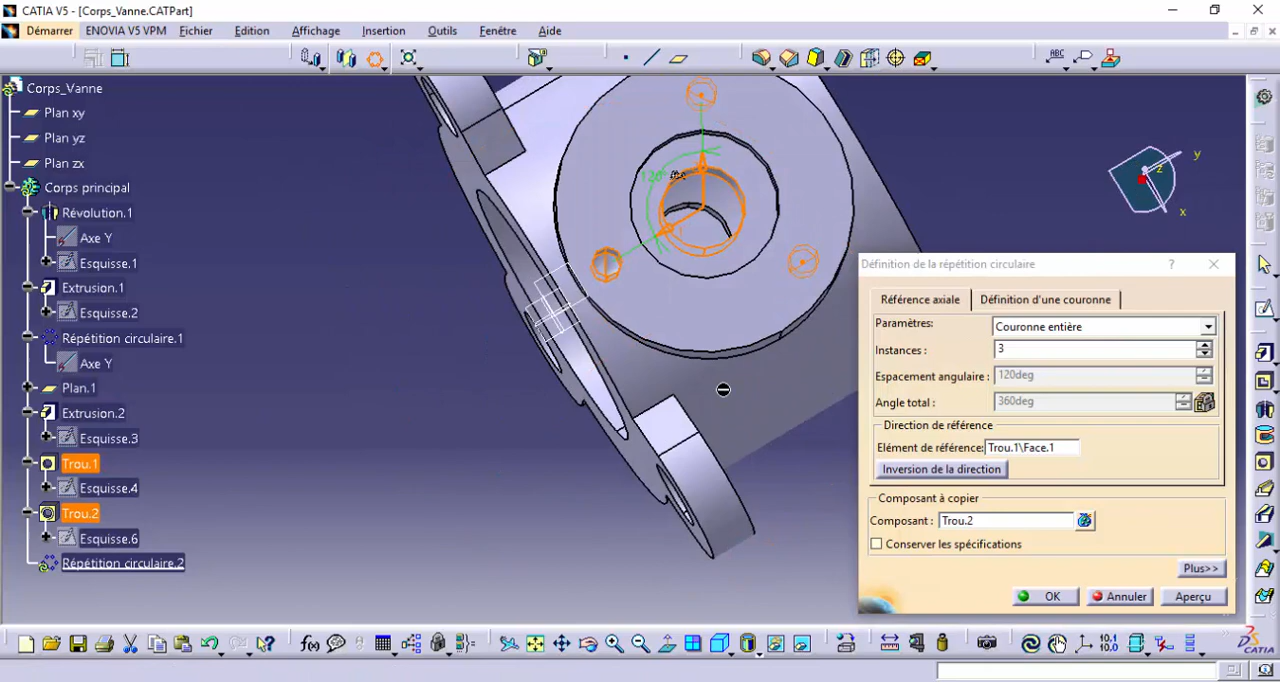 CATIA V5 - [Corps_Vanne.CATPart]
Démarrer ENOVIA V5 VPM Fichier Edition Affichage Insertion Outils Fenêtre Aide
ABC
Corps_Vanne
Plan xy
Plan yz
Plan zx
Corps principal
Révolution.1
Axe Y
Esquisse.1
Extrusion.1
Esquisse.2
Répétition circulaire.1
Axe Y
Plan.1
Extrusion.2
Esquisse.3
Trou.1
Esquisse.4
Trou.2
Esquisse.6
Répétition circulaire.2
y
z
x
Définition de la répétition circulaire ?
Référence axiale Définition d'une couronne
Paramètres: Couronne entière
Instances : 3
Espacement angulaire : 120deg
Angle total : 360deg
Direction de référence
Elément de référence: Trou.1\Face.1
Inversion de la direction
Composant à copier
Composant : Trou.2
Conserver les spécifications
Plus>>
OK Annuler Aperçu
f(x) 10.1 10.0
CATIA